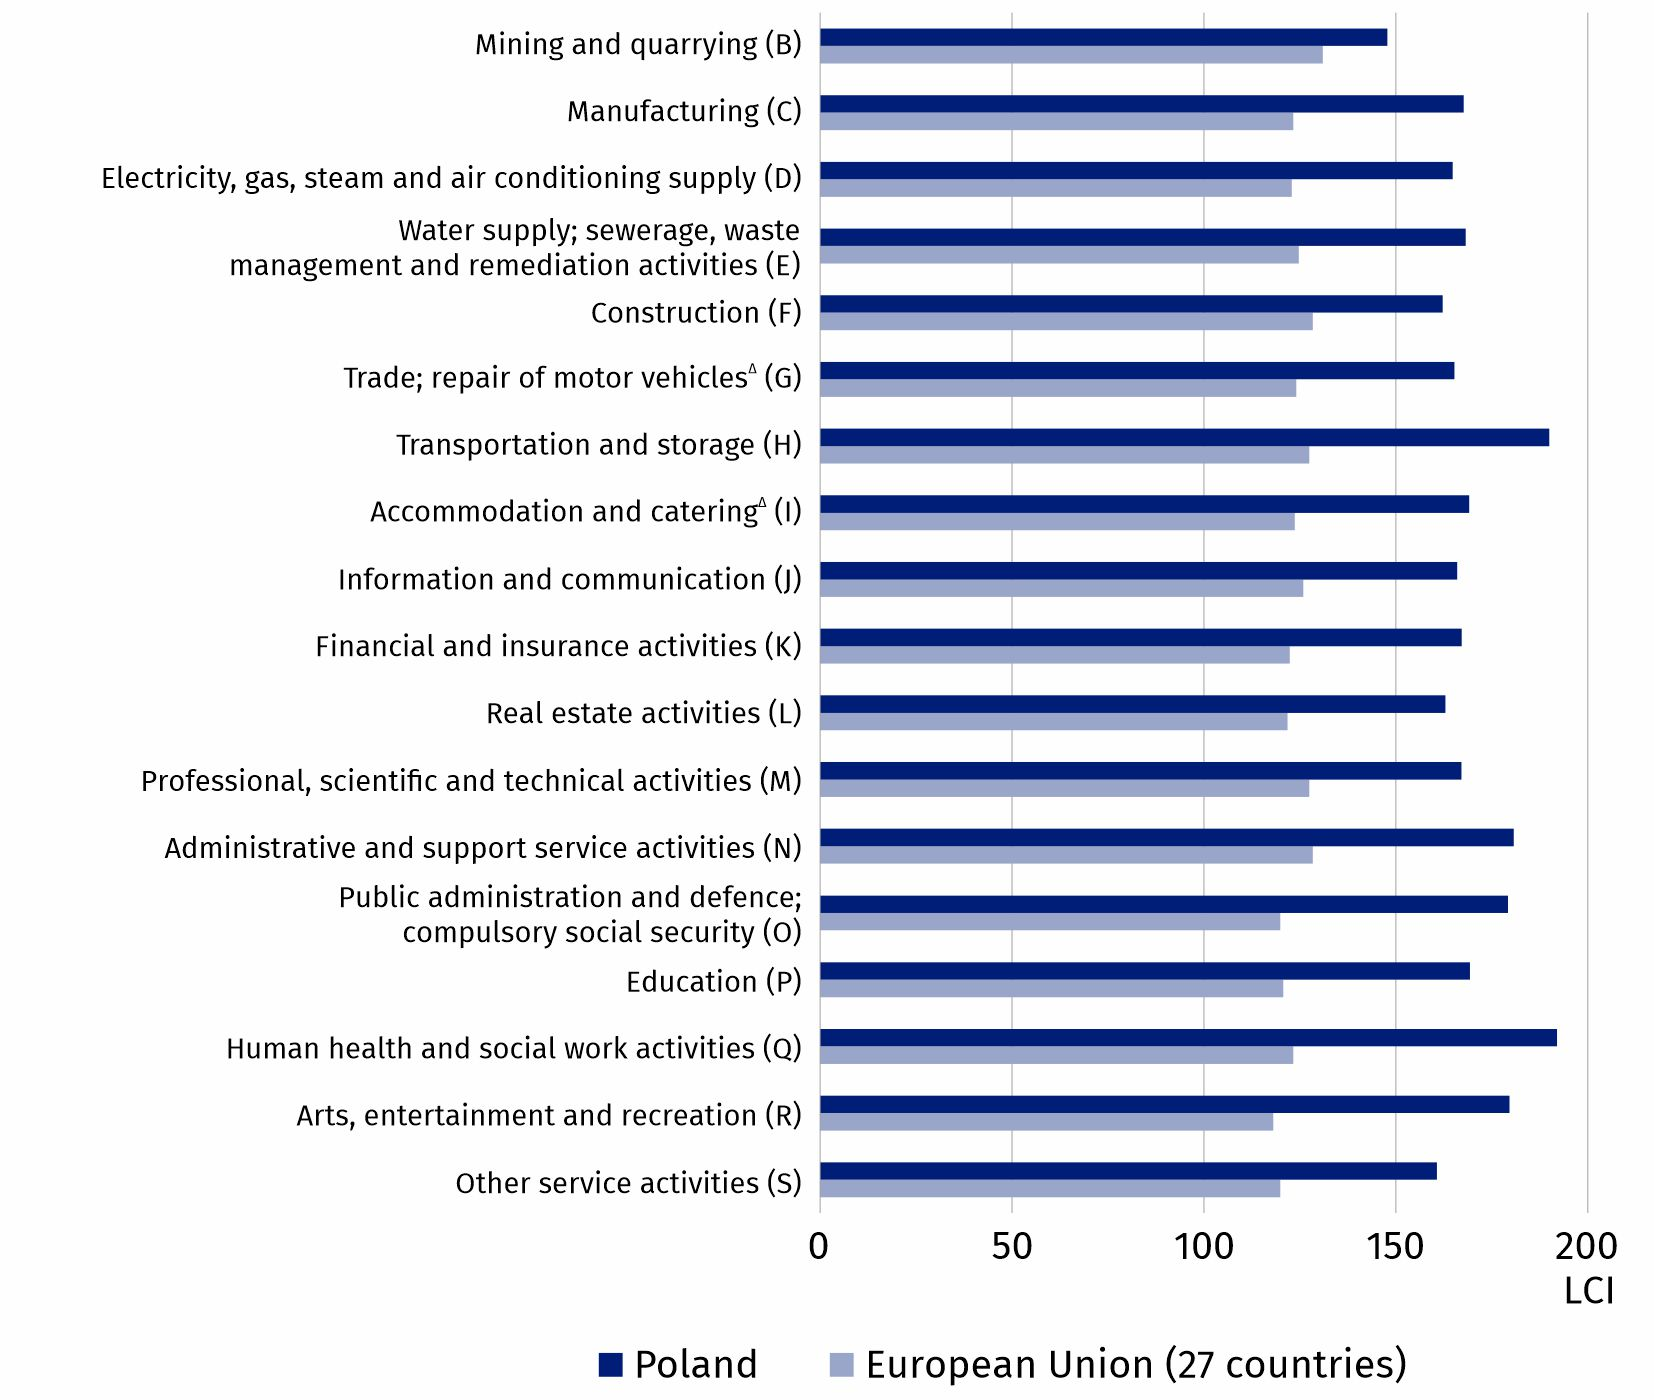 Mining and quarrying (B)
Manufacturing (C)
Electricity, gas, steam and air conditioning supply (D)
Water supply; sewerage, waste
management and remediation activities (E)
Construction (F)
Trade; repair of motor vehiclesᐞ (G)
Transportation and storage (H)
Accommodation and cateringᐞ (I)
Information and communication (J)
Financial and insurance activities (K)
Real estate activities (L)
Professional, scientific and technical activities (M)
Administrative and support service activities (N)
Public administration and defence;
compulsory social security (O)
Education (P)
Human health and social work activities (Q)
Arts, entertainment and recreation (R)
Other service activities (S)
0 50 100 150 200
LCI
Poland European Union (27 countries)